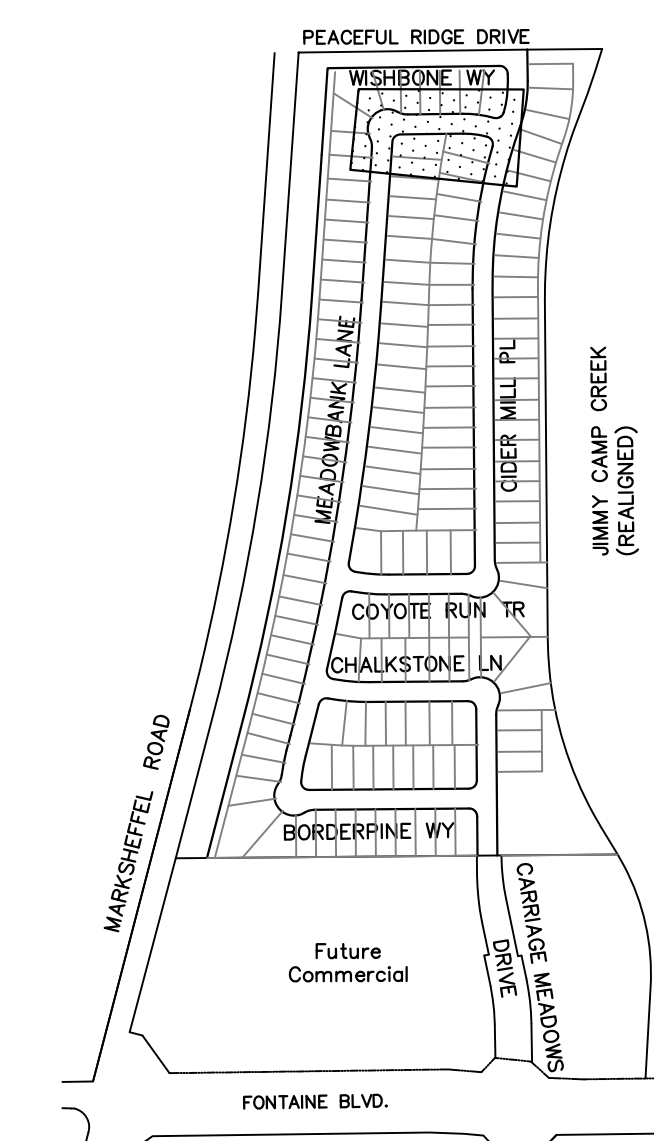 PEACEFUL RIDGE DRIVE
WISHBONE WY
MEADOWBANK LANE
CIDER MILL PL
JIMMY CAMP CREEK
(REALIGNED)
COYOTE RUN TR
CHALKSTONE LN
MARKSHEFFEL ROAD
BORDERPINE WY
CARRIAGE MEADOWS
DRIVE
Future
Commercial
FONTAINE BLVD.